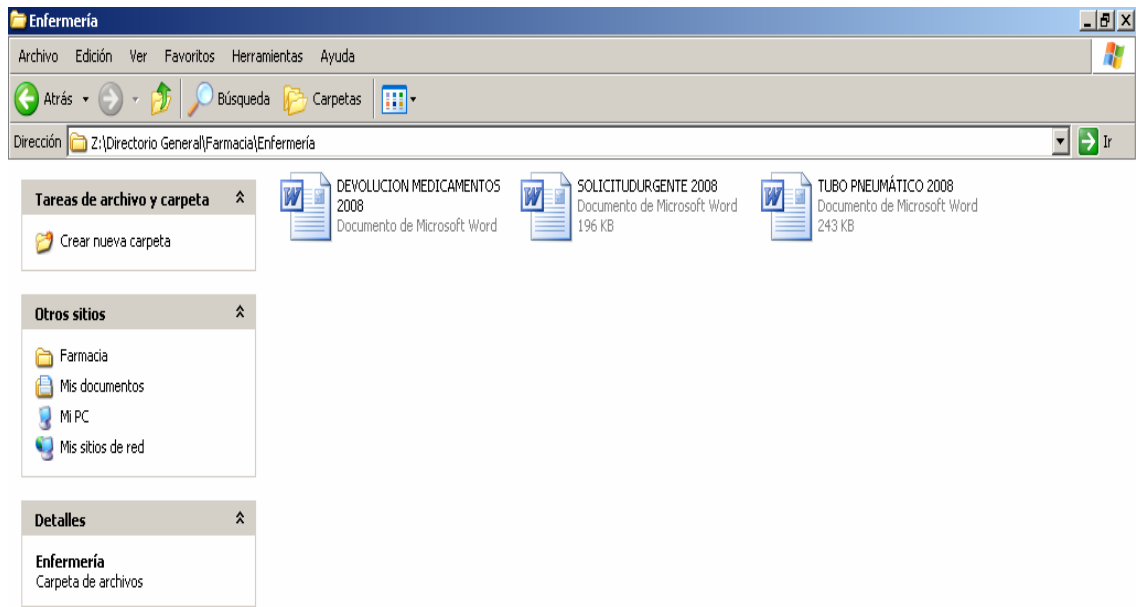 Enfermería
Archivo Edición Ver Favoritos Herramientas Ayuda
Atrás Búsqueda Carpetas
Dirección Z:\Directorio General\Farmacia\Enfermería Ir
Tareas de archivo y carpeta
Crear nueva carpeta
Otros sitios
Farmacia
Mis documentos
Mi PC
Mis sitios de red
Detalles
Enfermería
Carpeta de archivos
DEVOLUCION MEDICAMENTOS
2008
Documento de Microsoft Word
SOLICITUDURGENTE 2008
Documento de Microsoft Word
196 KB
TUBO PNEUMÁTICO 2008
Documento de Microsoft Word
243 KB